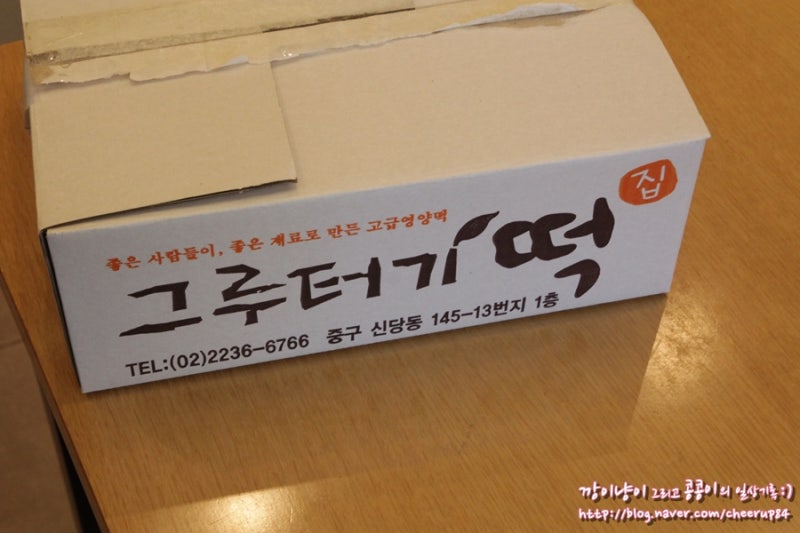 좋은 사람들이, 좋은 재료로 만든 고급영양떡
그루터기 떡 집
TEL:(02)2236-6766 중구 신당동 145-13번지 1층
깡이냥이 그리고 콩콩이의 일상기록:)
http://blog.naver.com/cheerup84